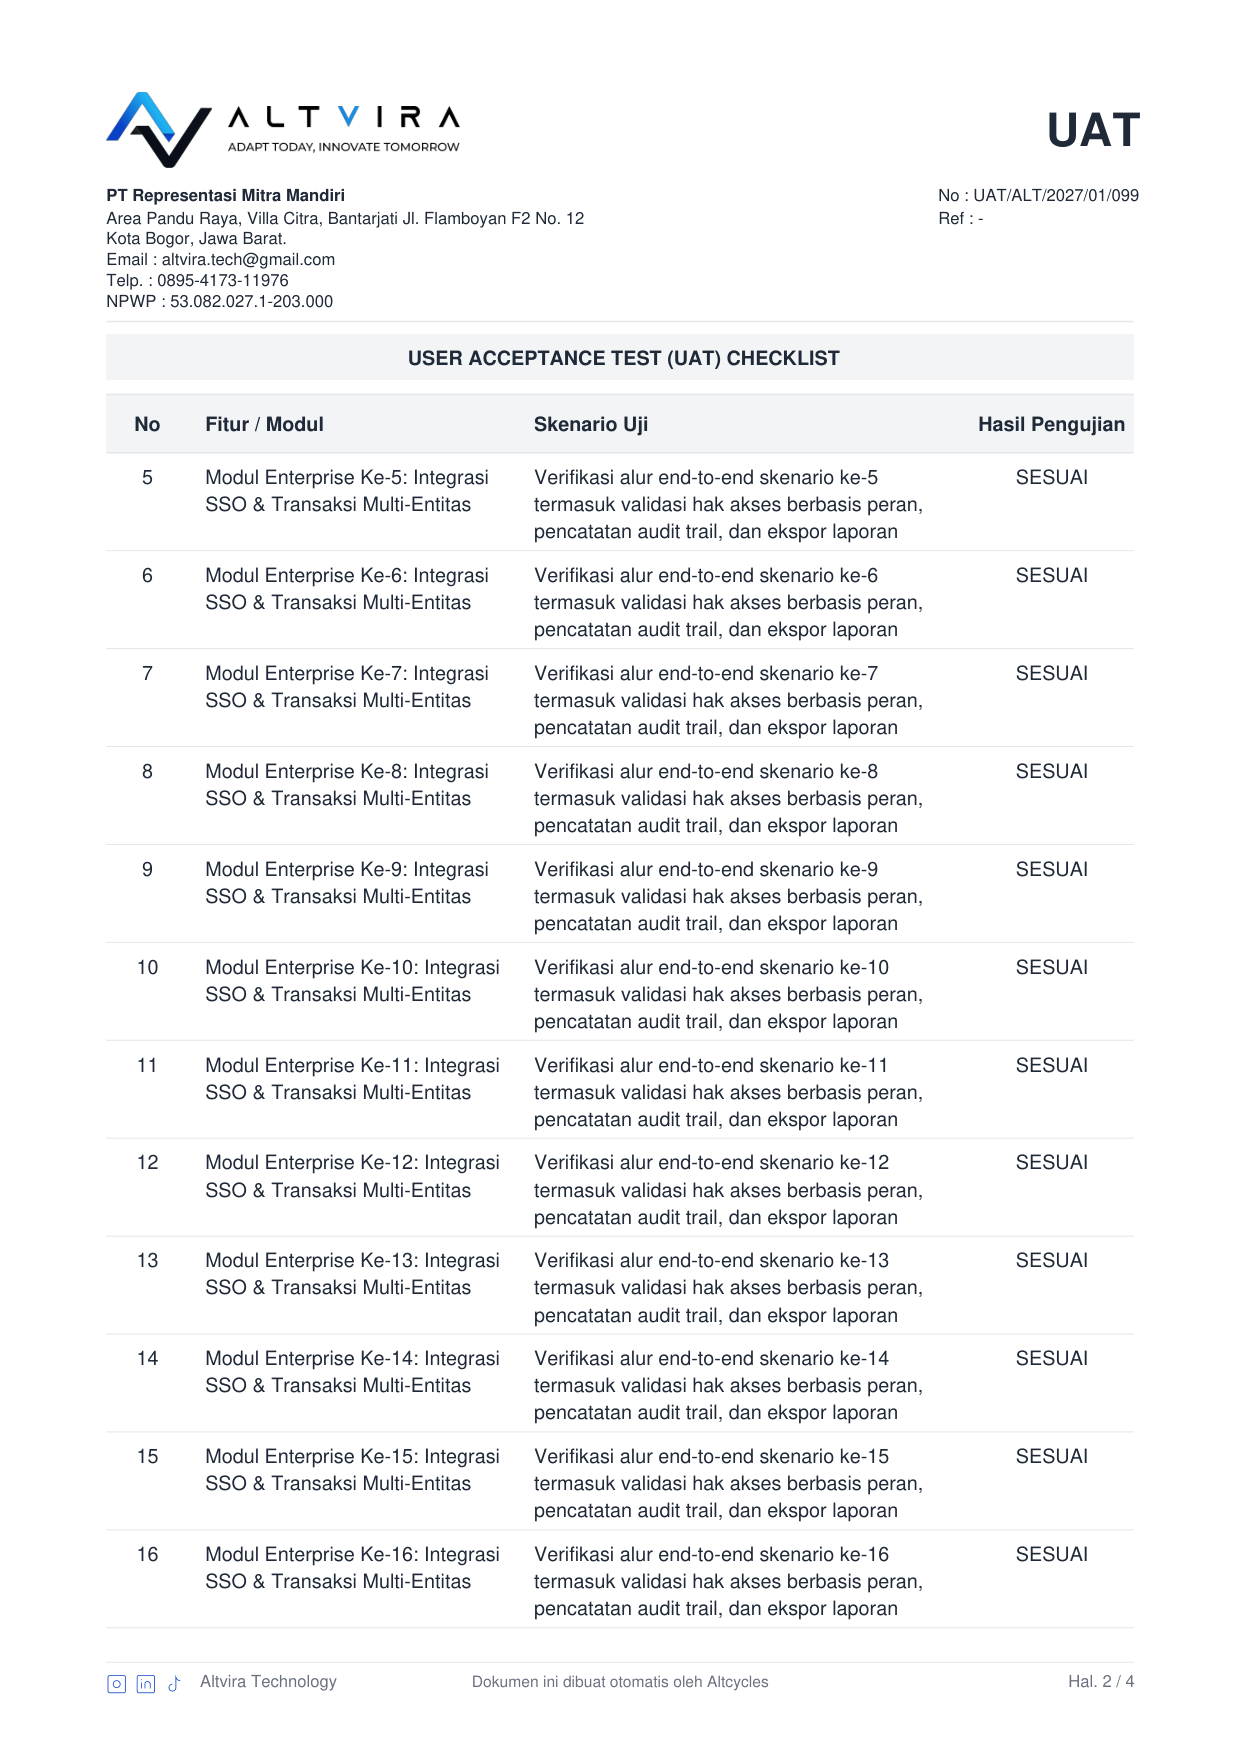 ALTVIRA
ADAPT TODAY, INNOVATE TOMORROW
UAT
PT Representasi Mitra Mandiri
Area Pandu Raya, Villa Citra, Bantarjati Jl. Flamboyan F2 No. 12
Kota Bogor, Jawa Barat.
Email : altvira.tech@gmail.com
Telp. : 0895-4173-11976
NPWP : 53.082.027.1-203.000
No : UAT/ALT/2027/01/099
Ref : -
USER ACCEPTANCE TEST (UAT) CHECKLIST
No Fitur / Modul Skenario Uji Hasil Pengujian
5 Modul Enterprise Ke-5: Integrasi Verifikasi alur end-to-end skenario ke-5 SESUAI
SSO & Transaksi Multi-Entitas termasuk validasi hak akses berbasis peran,
pencatatan audit trail, dan ekspor laporan
6 Modul Enterprise Ke-6: Integrasi Verifikasi alur end-to-end skenario ke-6 SESUAI
SSO & Transaksi Multi-Entitas termasuk validasi hak akses berbasis peran,
pencatatan audit trail, dan ekspor laporan
7 Modul Enterprise Ke-7: Integrasi Verifikasi alur end-to-end skenario ke-7 SESUAI
SSO & Transaksi Multi-Entitas termasuk validasi hak akses berbasis peran,
pencatatan audit trail, dan ekspor laporan
8 Modul Enterprise Ke-8: Integrasi Verifikasi alur end-to-end skenario ke-8 SESUAI
SSO & Transaksi Multi-Entitas termasuk validasi hak akses berbasis peran,
pencatatan audit trail, dan ekspor laporan
9 Modul Enterprise Ke-9: Integrasi Verifikasi alur end-to-end skenario ke-9 SESUAI
SSO & Transaksi Multi-Entitas termasuk validasi hak akses berbasis peran,
pencatatan audit trail, dan ekspor laporan
10 Modul Enterprise Ke-10: Integrasi Verifikasi alur end-to-end skenario ke-10 SESUAI
SSO & Transaksi Multi-Entitas termasuk validasi hak akses berbasis peran,
pencatatan audit trail, dan ekspor laporan
11 Modul Enterprise Ke-11: Integrasi Verifikasi alur end-to-end skenario ke-11 SESUAI
SSO & Transaksi Multi-Entitas termasuk validasi hak akses berbasis peran,
pencatatan audit trail, dan ekspor laporan
12 Modul Enterprise Ke-12: Integrasi Verifikasi alur end-to-end skenario ke-12 SESUAI
SSO & Transaksi Multi-Entitas termasuk validasi hak akses berbasis peran,
pencatatan audit trail, dan ekspor laporan
13 Modul Enterprise Ke-13: Integrasi Verifikasi alur end-to-end skenario ke-13 SESUAI
SSO & Transaksi Multi-Entitas termasuk validasi hak akses berbasis peran,
pencatatan audit trail, dan ekspor laporan
14 Modul Enterprise Ke-14: Integrasi Verifikasi alur end-to-end skenario ke-14 SESUAI
SSO & Transaksi Multi-Entitas termasuk validasi hak akses berbasis peran,
pencatatan audit trail, dan ekspor laporan
15 Modul Enterprise Ke-15: Integrasi Verifikasi alur end-to-end skenario ke-15 SESUAI
SSO & Transaksi Multi-Entitas termasuk validasi hak akses berbasis peran,
pencatatan audit trail, dan ekspor laporan
16 Modul Enterprise Ke-16: Integrasi Verifikasi alur end-to-end skenario ke-16 SESUAI
SSO & Transaksi Multi-Entitas termasuk validasi hak akses berbasis peran,
pencatatan audit trail, dan ekspor laporan
Altvira Technology Dokumen ini dibuat otomatis oleh Altcycles Hal. 2 / 4